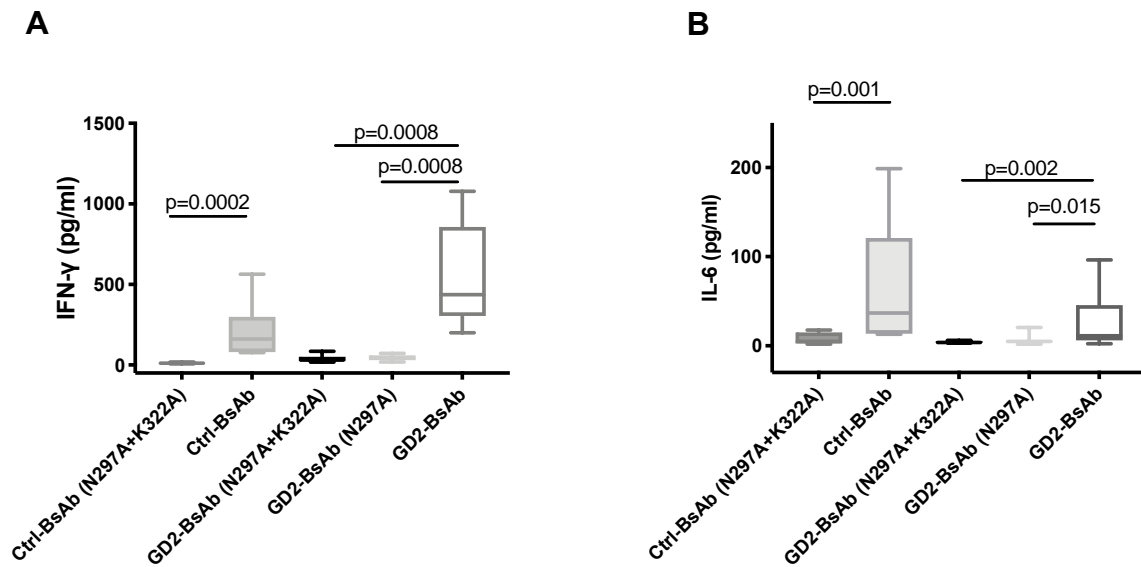 A
IFN-γ (pg/ml)
1500
1000
500
0
p=0.0002
p=0.0008
p=0.0008
Ctrl-BsAb (N297A+K322A)
Ctrl-BsAb
GD2-BsAb (N297A+K322A)
GD2-BsAb (N297A)
GD2-BsAb
B
IL-6 (pg/ml)
200
100
0
p=0.001
p=0.002
p=0.015
Ctrl-BsAb (N297A+K322A)
Ctrl-BsAb
GD2-BsAb (N297A+K322A)
GD2-BsAb (N297A)
GD2-BsAb